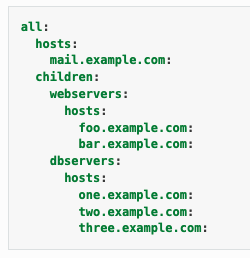 all:
  hosts:
    mail.example.com:
  children:
    webservers:
      hosts:
        foo.example.com:
        bar.example.com:
    dbservers:
      hosts:
        one.example.com:
        two.example.com:
        three.example.com: